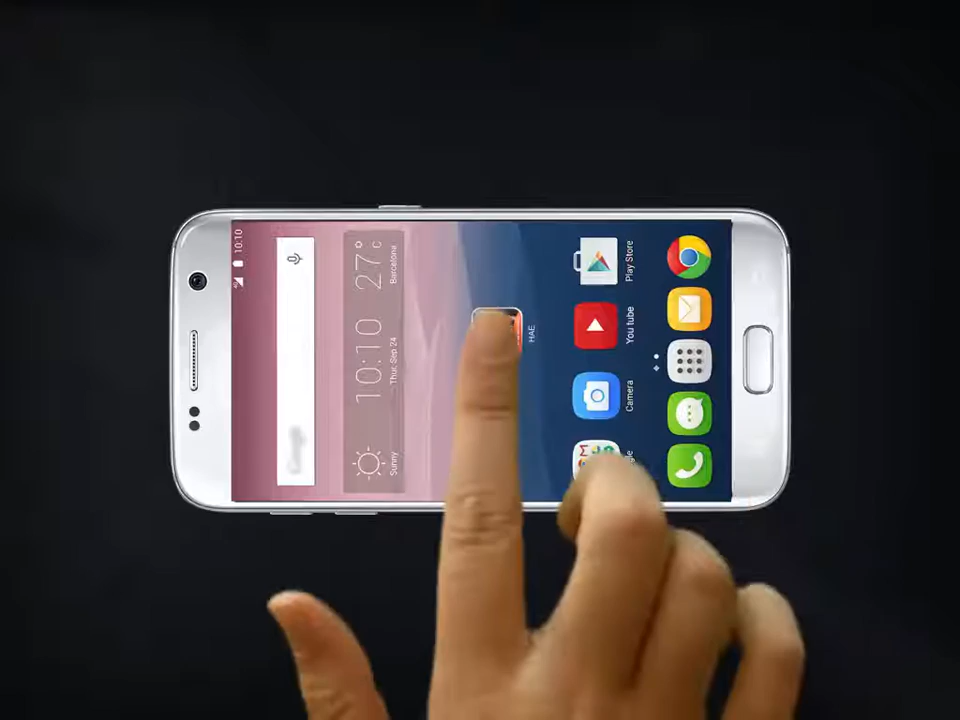 10:10
10:10
27°C
Sunny
Thu, Sep 24
Barcelona
HAE
Camera
You tube
Play Store